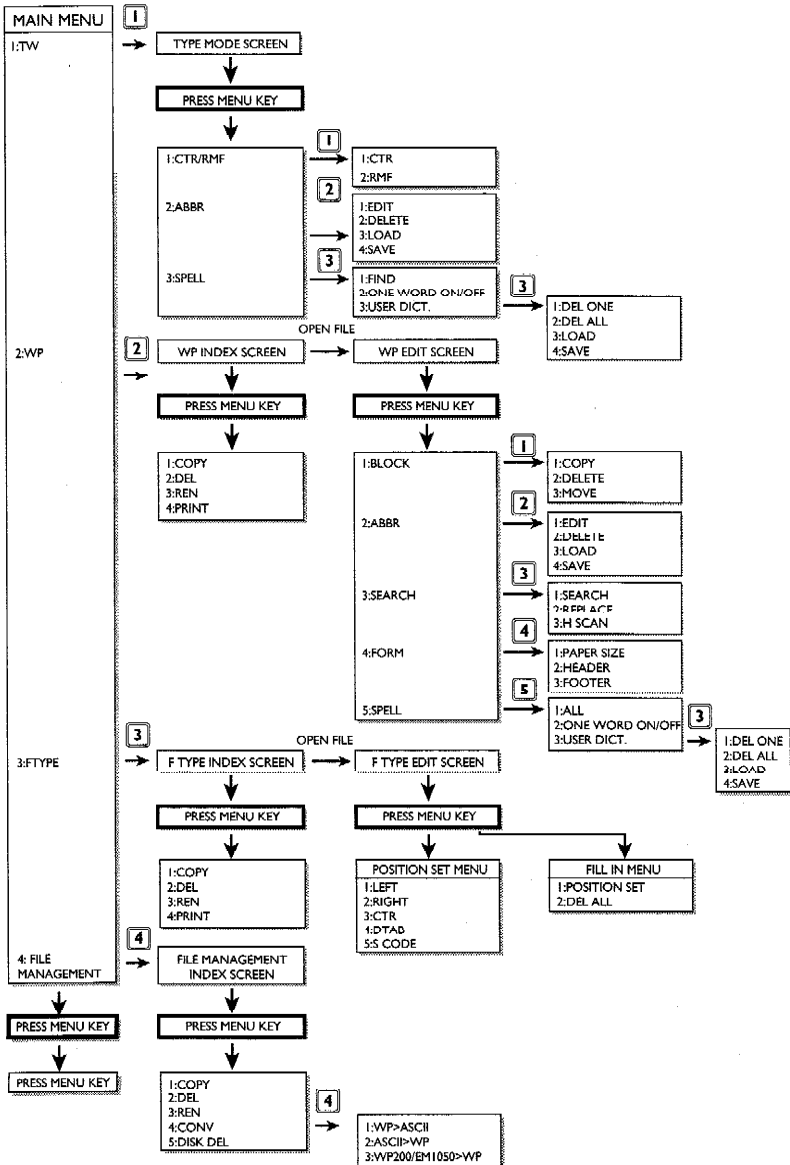 MAIN MENU
1
1:TW
TYPE MODE SCREEN
PRESS MENU KEY
1:CTR/RMF
2:ABBR
3:SPELL
1
1:CTR
2:RMF
2
1:EDIT
2:DELETE
3:LOAD
4:SAVE
3
1:FIND
2:ONE WORD ON/OFF
3:USER DICT.
3
1:DEL ONE
2:DEL ALL
3:LOAD
4:SAVE
2:WP
2
WP INDEX SCREEN
OPEN FILE
WP EDIT SCREEN
PRESS MENU KEY
PRESS MENU KEY
1:COPY
2:DEL
3:REN
4:PRINT
1:BLOCK
2:ABBR
3:SEARCH
4:FORM
5:SPELL
1
1:COPY
2:DELETE
3:MOVE
2
1:EDIT
2:DELETE
3:LOAD
4:SAVE
3
1:SEARCH
2:REPLACE
3:H SCAN
4
1:PAPER SIZE
2:HEADER
3:FOOTER
5
1:ALL
2:ONE WORD ON/OFF
3:USER DICT.
3
1:DEL ONE
2:DEL ALL
3:LOAD
4:SAVE
3:FTYPE
3
F TYPE INDEX SCREEN
OPEN FILE
F TYPE EDIT SCREEN
PRESS MENU KEY
PRESS MENU KEY
1:COPY
2:DEL
3:REN
4:PRINT
POSITION SET MENU
1:LEFT
2:RIGHT
3:CTR
4:DTAB
5:S CODE
FILL IN MENU
1:POSITION SET
2:DEL ALL
4: FILE
MANAGEMENT
4
FILE MANAGEMENT
INDEX SCREEN
PRESS MENU KEY
PRESS MENU KEY
PRESS MENU KEY
1:COPY
2:DEL
3:REN
4:CONV
5:DISK DEL
4
1:WP>ASCII
2:ASCII>WP
3:WP200/EM1050>WP